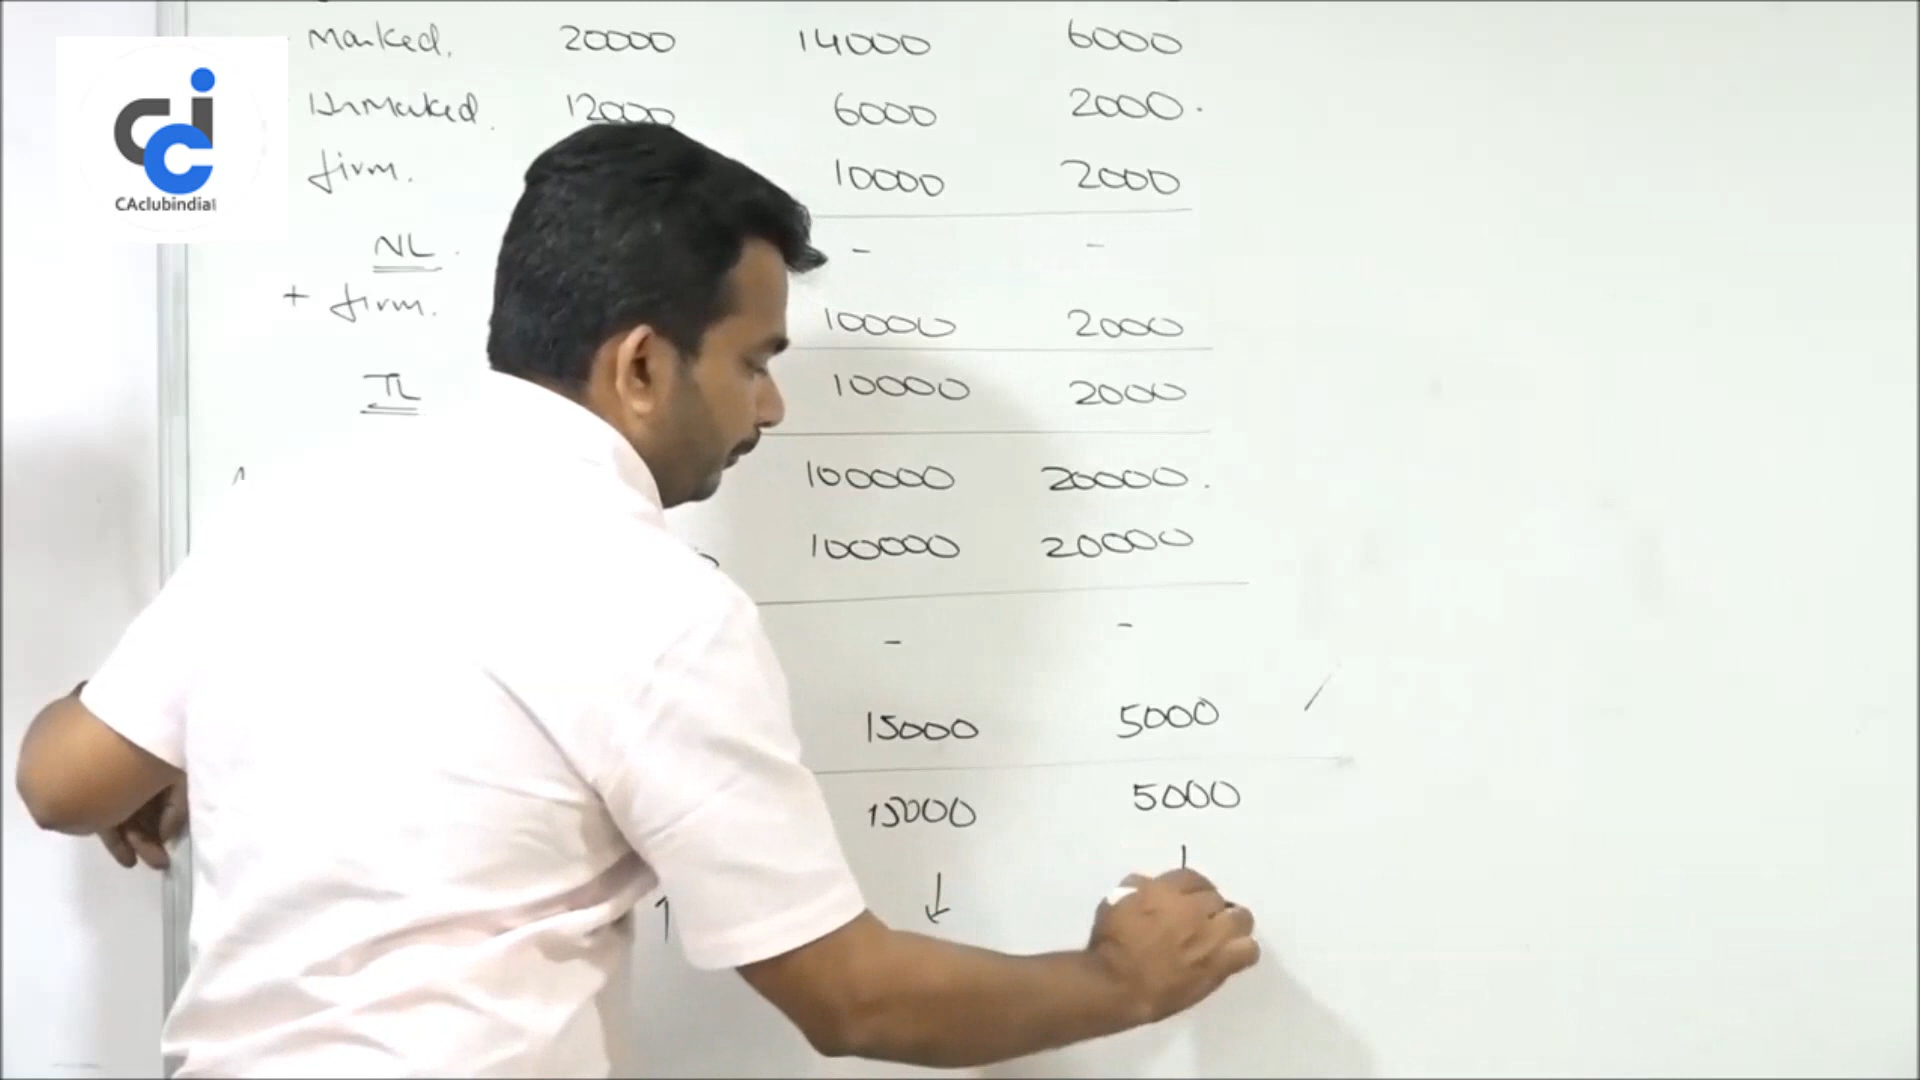 Marked. 20000 14000 6000
UnMarked. 12000 6000 2000.
firm. 10000 2000
NL. - -
+ firm. 10000 2000
TL 10000 2000
100000 20000.
100000 20000
- -
15000 5000
15000 5000
CAclubindia